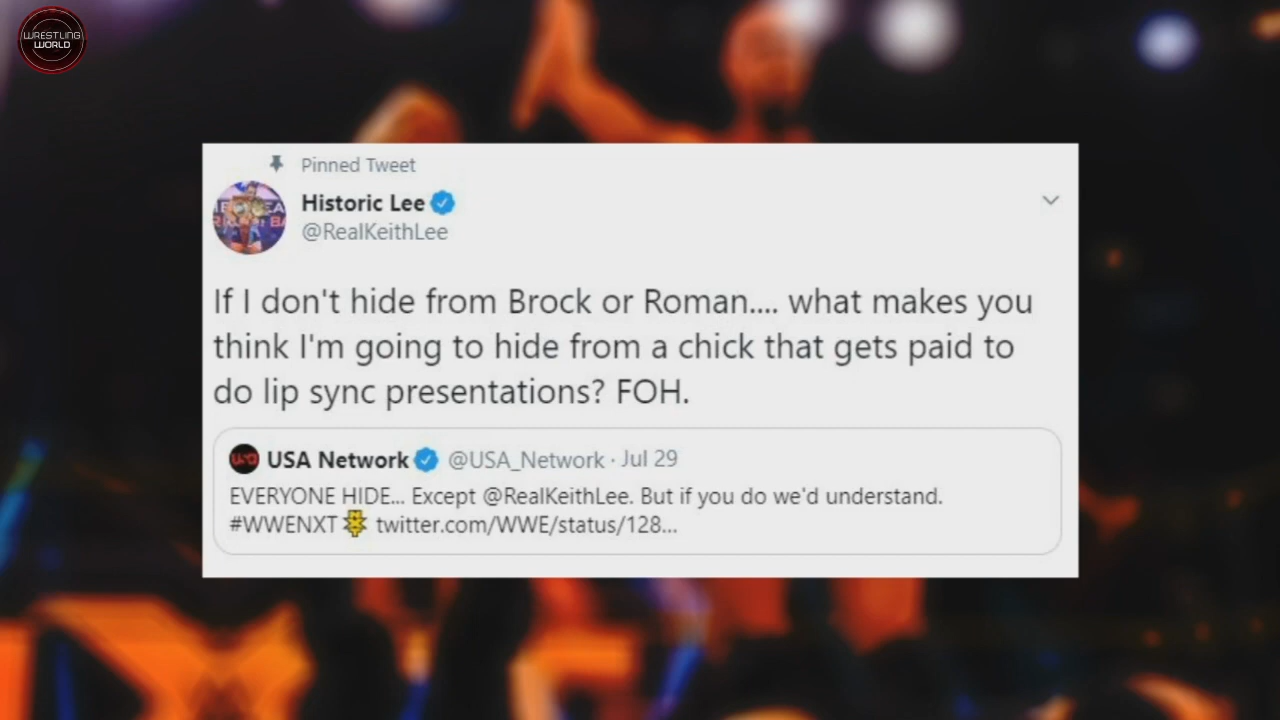 WRESTLING
WORLD
Pinned Tweet
Historic Lee
@RealKeithLee
If I don't hide from Brock or Roman.... what makes you
think I'm going to hide from a chick that gets paid to
do lip sync presentations? FOH.
USA Network @USA_Network · Jul 29
EVERYONE HIDE... Except @RealKeithLee. But if you do we'd understand.
#WWENXT twitter.com/WWE/status/128...